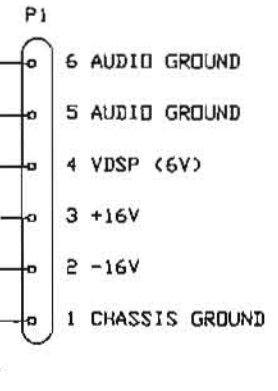 P1
6 AUDIO GROUND
5 AUDIO GROUND
4 VDSP (6V)
3 +16V
2 -16V
1 CHASSIS GROUND